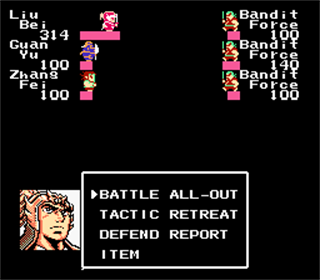 Liu Bandit
Bei Force
314 100
Guan Bandit
Yu Force
100 140
Zhang Bandit
Fei Force
100 100
▶BATTLE ALL-OUT
TACTIC RETREAT
DEFEND REPORT
ITEM